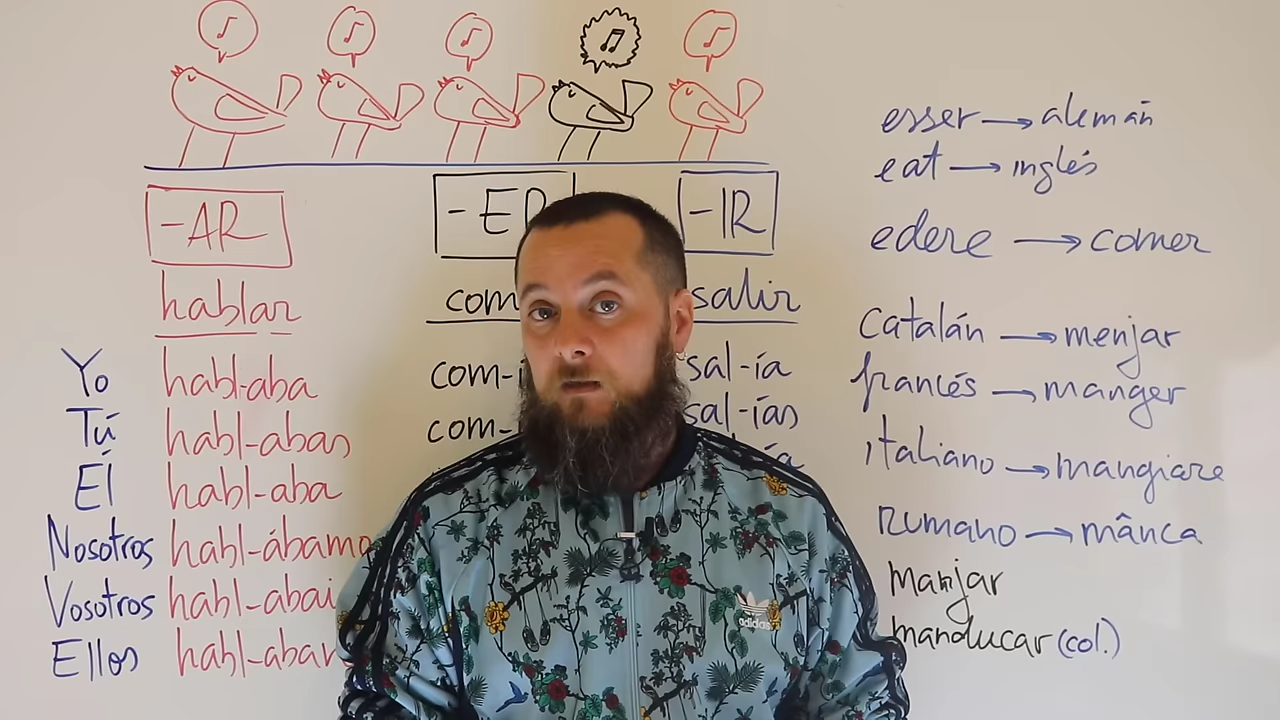 -AR -ER -IR
hablar com salir
Yo habl-aba com-í sal-ía
Tú habl-abas com- sal-ías
Él habl-aba ía
Nosotros habl-ábamo
Vosotros habl-abai
Ellos habl-aban
esser → alemán
eat → inglés
edere → comer
Catalán → menjar
francés → manger
italiano → mangiare
Rumano → mânca
Manjar
manducar (col.)
adidas